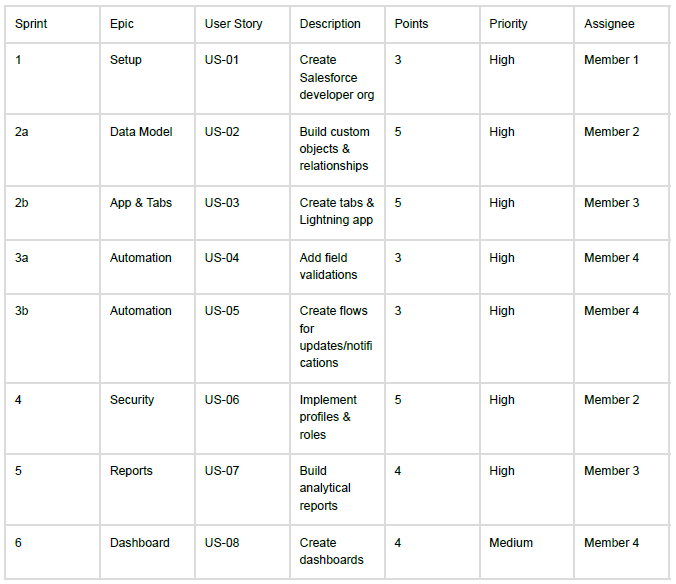 Sprint Epic User Story Description Points Priority Assignee
1 Setup US-01 Create 3 High Member 1
Salesforce
developer org
2a Data Model US-02 Build custom 5 High Member 2
objects &
relationships
2b App & Tabs US-03 Create tabs & 5 High Member 3
Lightning app
3a Automation US-04 Add field 3 High Member 4
validations
3b Automation US-05 Create flows 3 High Member 4
for
updates/notifi
cations
4 Security US-06 Implement 5 High Member 2
profiles &
roles
5 Reports US-07 Build 4 High Member 3
analytical
reports
6 Dashboard US-08 Create 4 Medium Member 4
dashboards